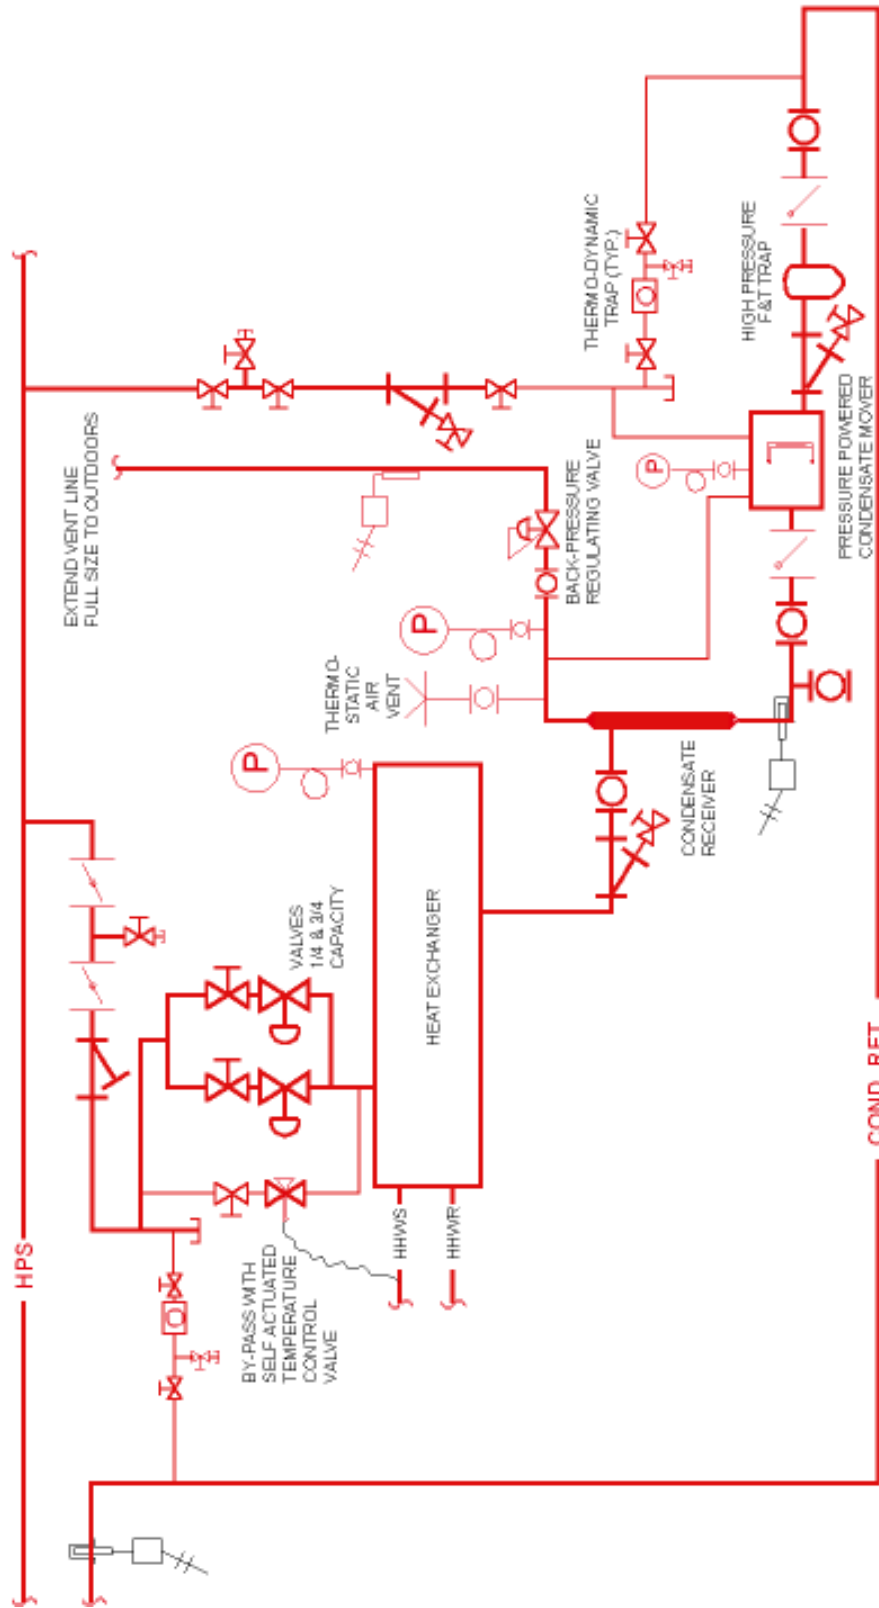 HPS
EXTEND VENT LINE
FULL SIZE TO OUTDOORS
THERMO-DYNAMIC
TRAP (TYP.)
HIGH PRESSURE
F&T TRAP
P
PRESSURE POWERED
CONDENSATE MOVER
BACK-PRESSURE
REGULATING VALVE
P
THERMO-
STATIC
AIR
VENT
P
CONDENSATE
RECEIVER
VALVES
1/4 & 3/4
CAPACITY
HEAT EXCHANGER
HHWS
HHWR
BY-PASS WITH
SELF ACTUATED
TEMPERATURE
CONTROL
VALVE
COND. RET